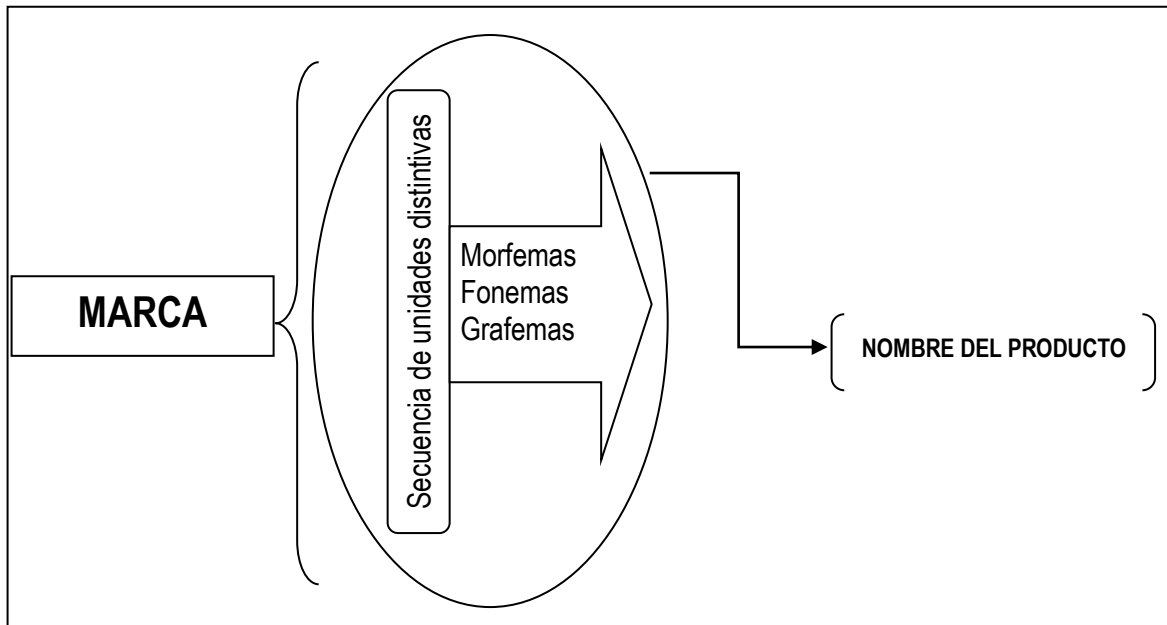 MARCA
Secuencia de unidades distintivas
Morfemas
Fonemas
Grafemas
NOMBRE DEL PRODUCTO